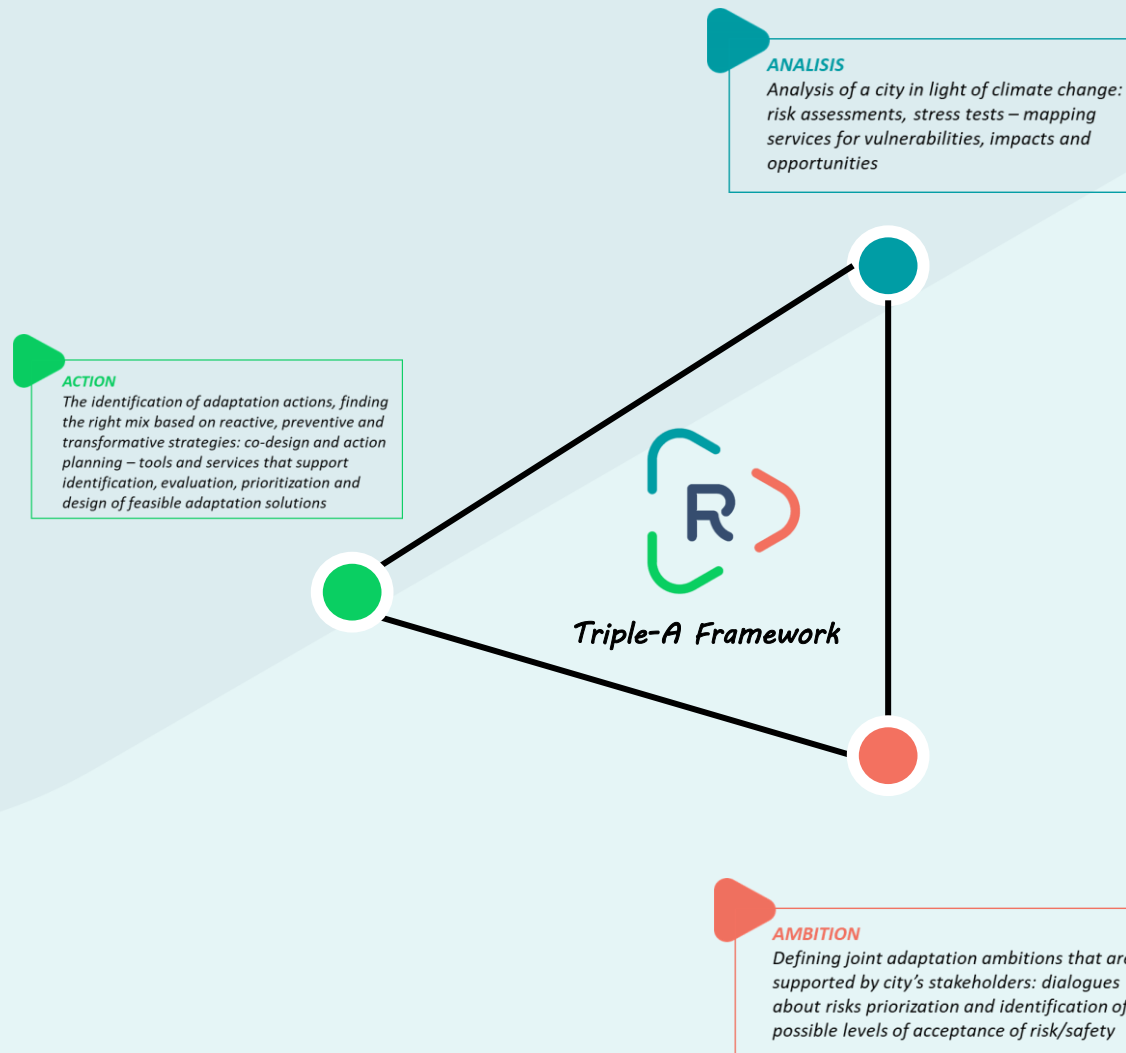 ANALISIS
Analysis of a city in light of climate change:
risk assessments, stress tests – mapping
services for vulnerabilities, impacts and
opportunities
ACTION
The identification of adaptation actions, finding
the right mix based on reactive, preventive and
transformative strategies: co-design and action
planning – tools and services that support
identification, evaluation, prioritization and
design of feasible adaptation solutions
R
Triple-A Framework
AMBITION
Defining joint adaptation ambitions that are
supported by city's stakeholders: dialogues
about risks priorization and identification of
possible levels of acceptance of risk/safety